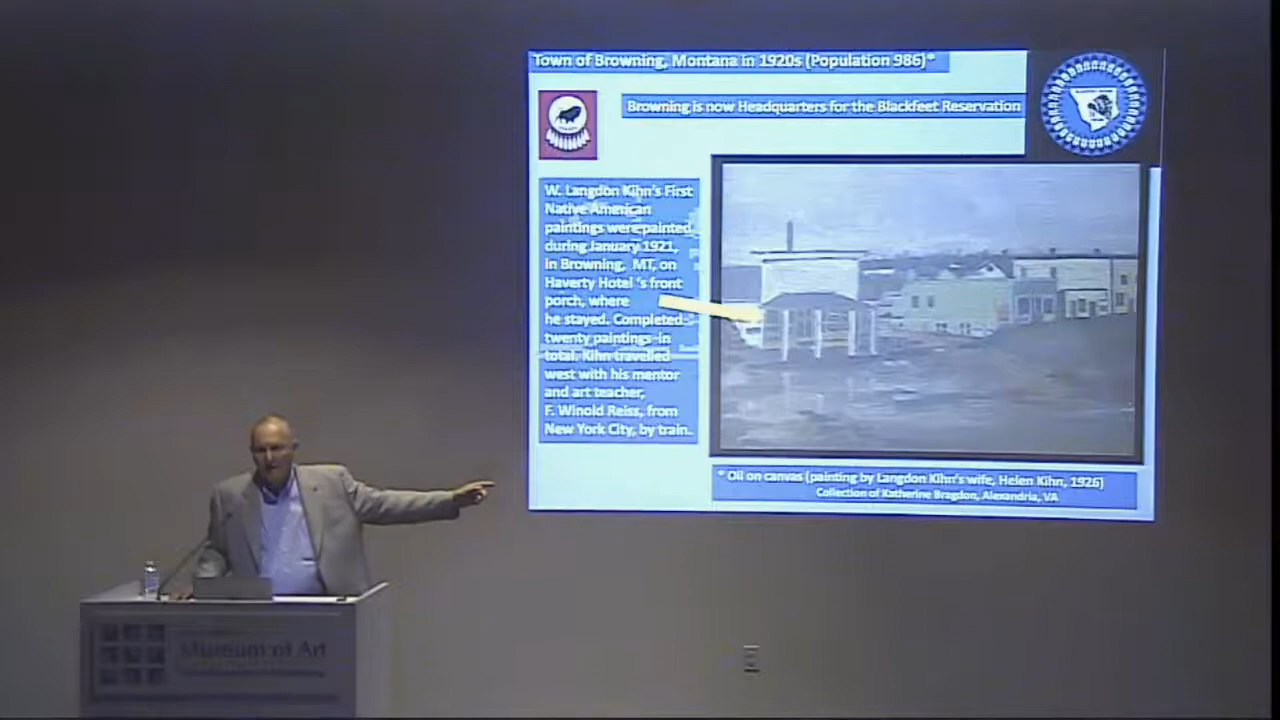 Town of Browning, Montana in 1920s (Population 986)*
Browning is now Headquarters for the Blackfeet Reservation
W. Langdon Kihn's First
Native American
paintings were painted
during January 1921,
in Browning, MT, on
Haverty Hotel 's front
porch, where
he stayed. Completed
twenty paintings in
total. Kihn travelled
west with his mentor
and art teacher,
F. Winold Reiss, from
New York City, by train.
* Oil on canvas (painting by Langdon Kihn's wife, Helen Kihn, 1926)
Collection of Katherine Bragdon, Alexandria, VA
Museum of Art